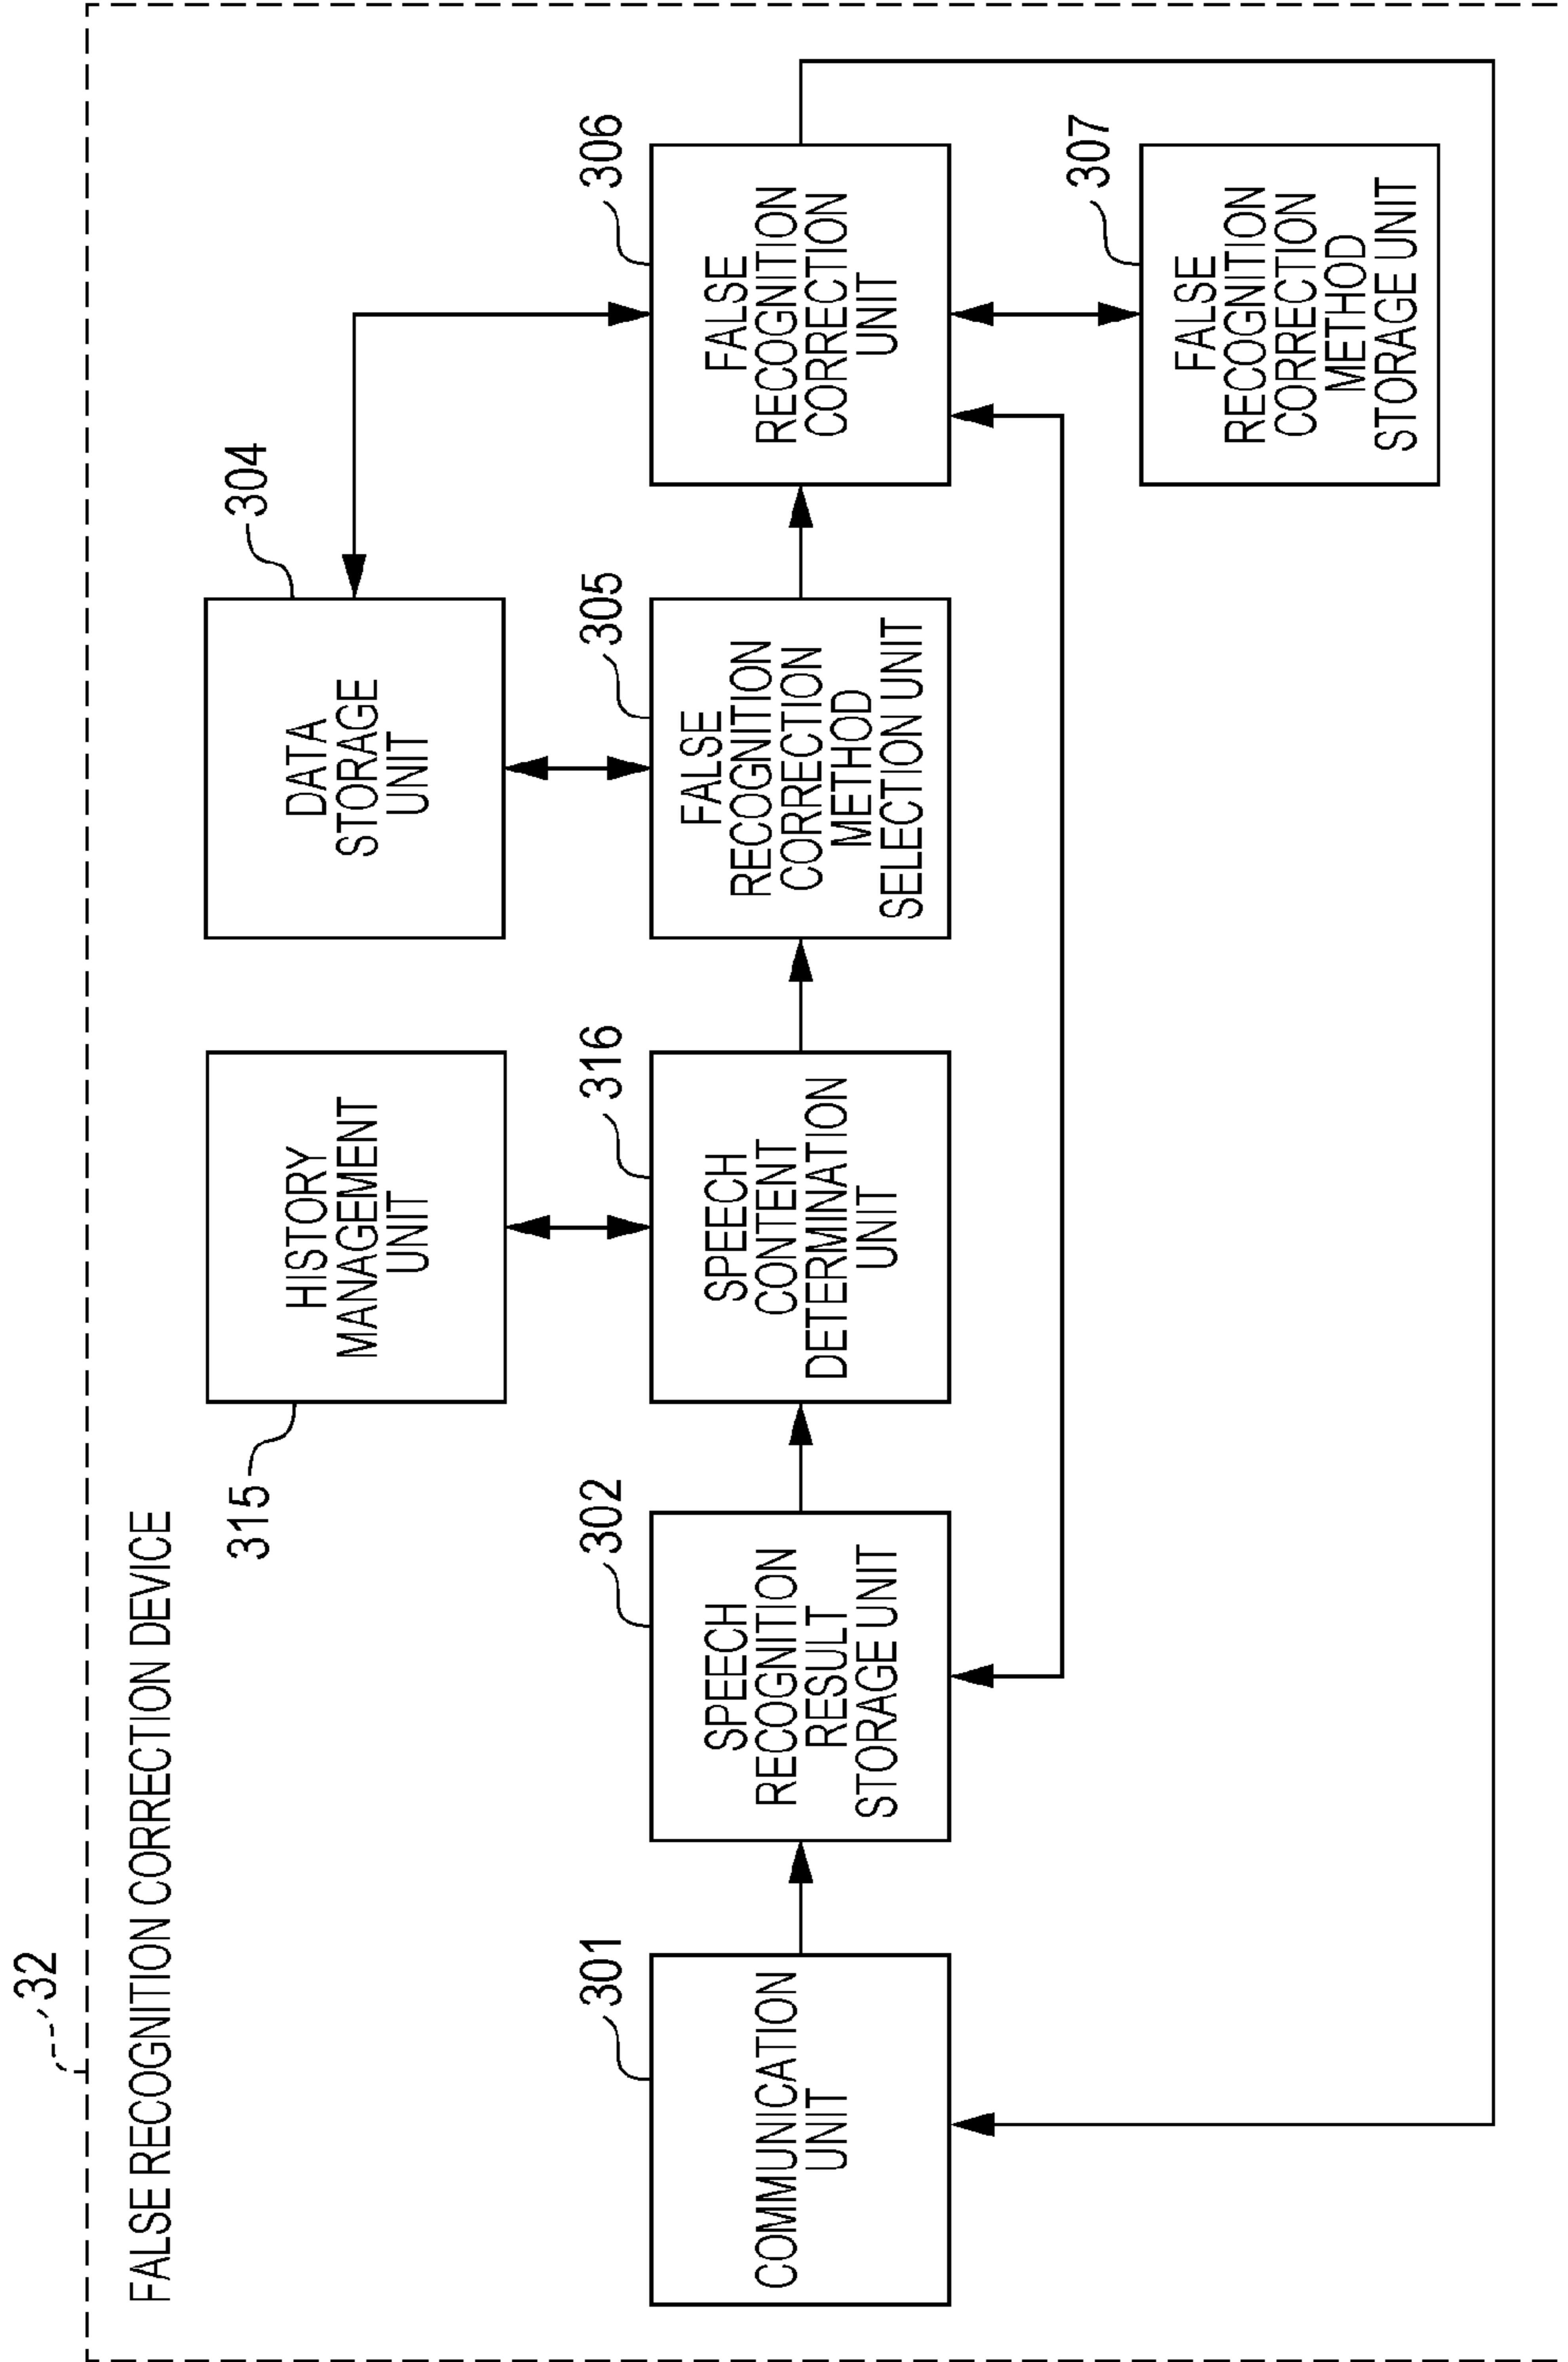 32
FALSE RECOGNITION CORRECTION DEVICE
315
HISTORY
MANAGEMENT
UNIT
304
DATA
STORAGE
UNIT
301
COMMUNICATION
UNIT
302
SPEECH
RECOGNITION
RESULT
STORAGE UNIT
316
SPEECH
CONTENT
DETERMINATION
UNIT
305
FALSE
RECOGNITION
CORRECTION
METHOD
SELECTION UNIT
306
FALSE
RECOGNITION
CORRECTION
UNIT
307
FALSE
RECOGNITION
CORRECTION
METHOD
STORAGE UNIT